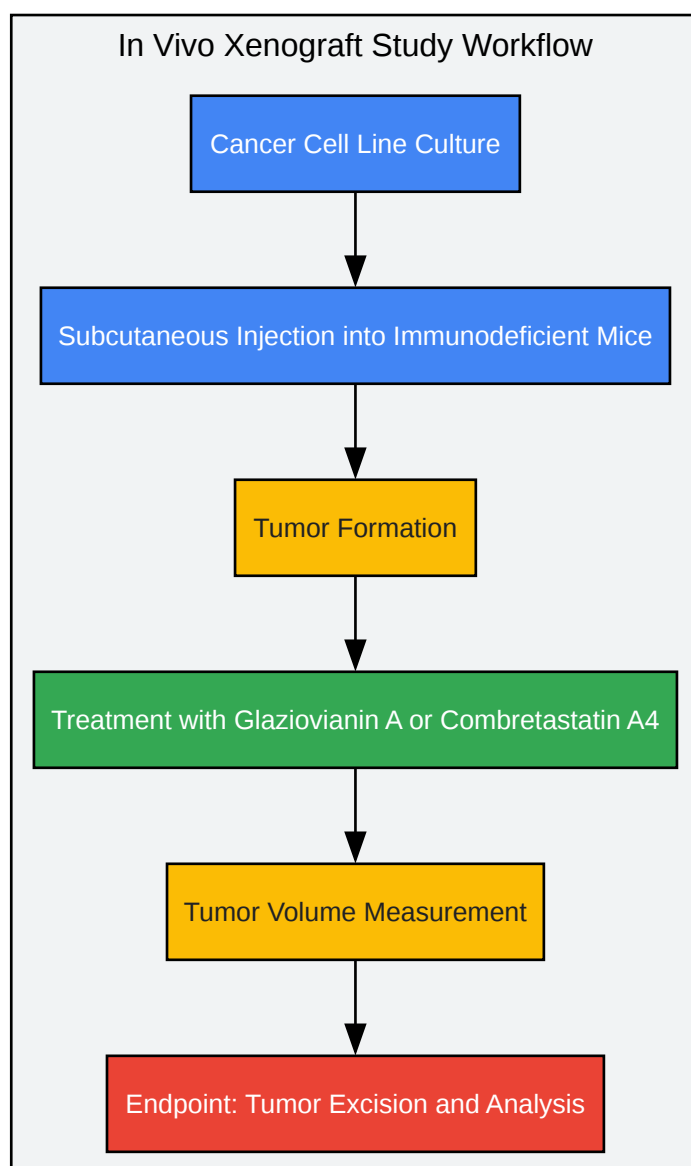 In Vivo Xenograft Study Workflow
Cancer Cell Line Culture
Subcutaneous Injection into Immunodeficient Mice
Tumor Formation
Treatment with Glaziovianin A or Combretastatin A4
Tumor Volume Measurement
Endpoint: Tumor Excision and Analysis